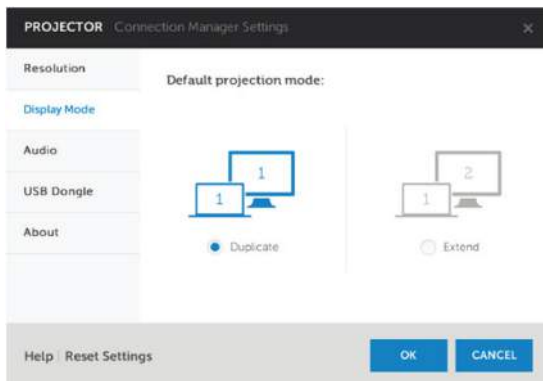 PROJECTOR Connection Manager Settings
Resolution
Default projection mode:
Display Mode
Audio
USB Dongle
About
1
1
1
2
Duplicate
Extend
Help | Reset Settings
OK
CANCEL